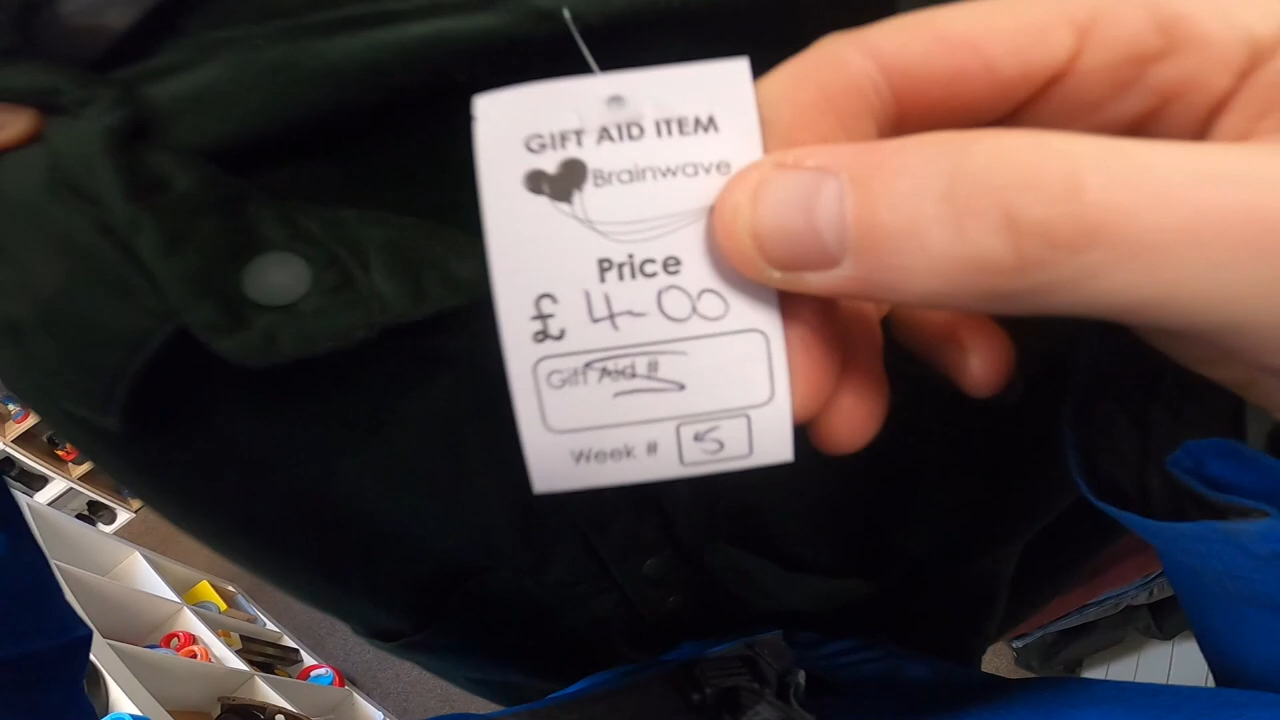 GIFT AID ITEM
Brainwave
Price
£ 4-00
Gift Aid #
Week # 5